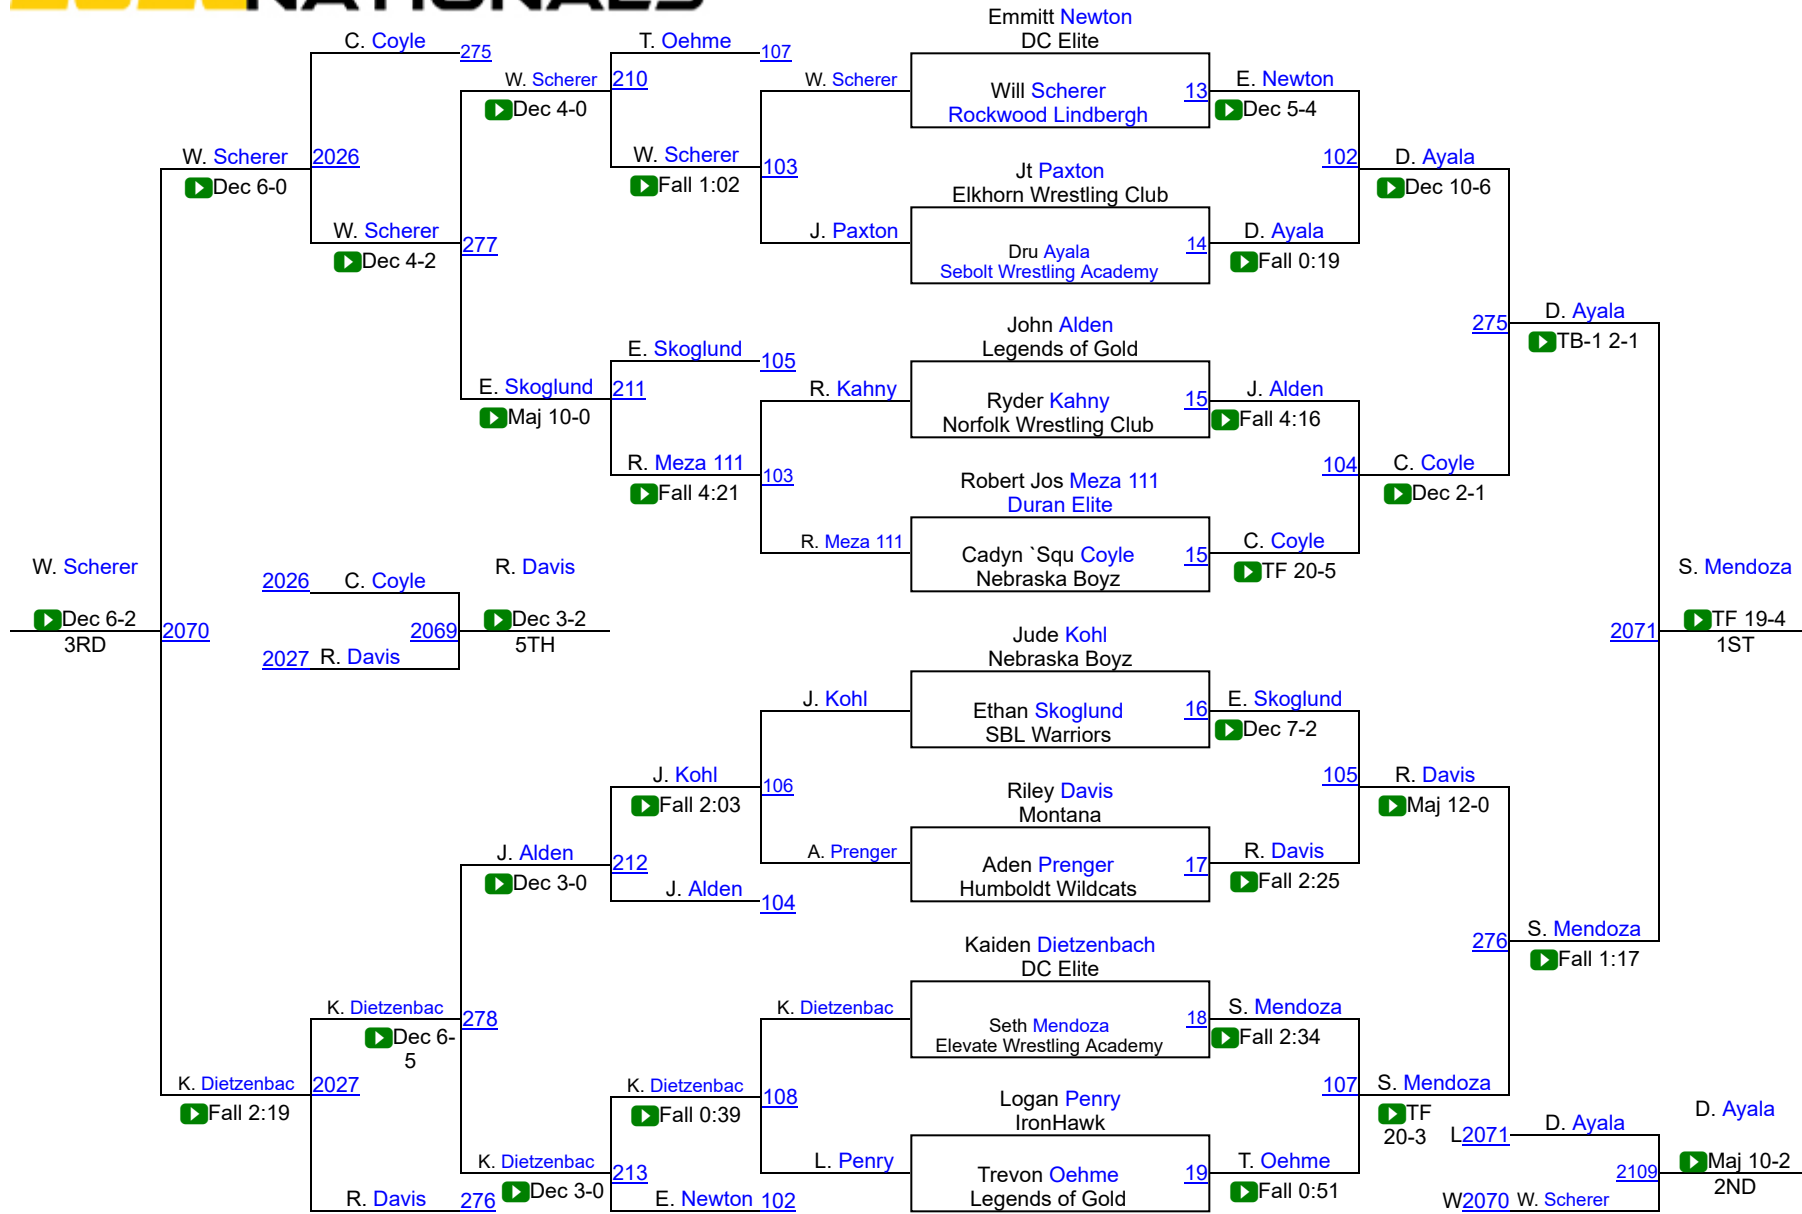 2026 NATIONALS
Emmitt Newton
DC Elite
C. Coyle
275
T. Oehme
107
W. Scherer
210
Dec 4-0
W. Scherer
Will Scherer
Rockwood Lindbergh
13
E. Newton
Dec 5-4
W. Scherer
2026
Dec 6-0
W. Scherer
103
Fall 1:02
Jt Paxton
Elkhorn Wrestling Club
102
D. Ayala
Dec 10-6
W. Scherer
277
Dec 4-2
J. Paxton
Dru Ayala
Sebolt Wrestling Academy
14
D. Ayala
Fall 0:19
John Alden
Legends of Gold
275
D. Ayala
TB-1 2-1
E. Skoglund
105
E. Skoglund
211
Maj 10-0
R. Kahny
Ryder Kahny
Norfolk Wrestling Club
15
J. Alden
Fall 4:16
R. Meza 111
103
Fall 4:21
Robert Jos Meza 111
Duran Elite
104
C. Coyle
Dec 2-1
R. Meza 111
Cadyn `Squ Coyle
Nebraska Boyz
15
C. Coyle
TF 20-5
W. Scherer
Dec 6-2
3RD
2070
2026
C. Coyle
2069
2027
R. Davis
R. Davis
Dec 3-2
5TH
S. Mendoza
2071
TF 19-4
1ST
Jude Kohl
Nebraska Boyz
J. Kohl
Ethan Skoglund
SBL Warriors
16
E. Skoglund
Dec 7-2
J. Kohl
106
Fall 2:03
Riley Davis
Montana
105
R. Davis
Maj 12-0
J. Alden
212
Dec 3-0
A. Prenger
Aden Prenger
Humboldt Wildcats
17
R. Davis
Fall 2:25
J. Alden
104
Kaiden Dietzenbach
DC Elite
276
S. Mendoza
Fall 1:17
K. Dietzenbac
278
Dec 6-
5
K. Dietzenbac
Seth Mendoza
Elevate Wrestling Academy
18
S. Mendoza
Fall 2:34
K. Dietzenbac
2027
Fall 2:19
K. Dietzenbac
108
Fall 0:39
Logan Penry
IronHawk
107
S. Mendoza
TF
20-3
K. Dietzenbac
213
Dec 3-0
L. Penry
Trevon Oehme
Legends of Gold
19
T. Oehme
Fall 0:51
R. Davis
276
E. Newton
102
L2071
D. Ayala
2109
W2070
W. Scherer
D. Ayala
Maj 10-2
2ND